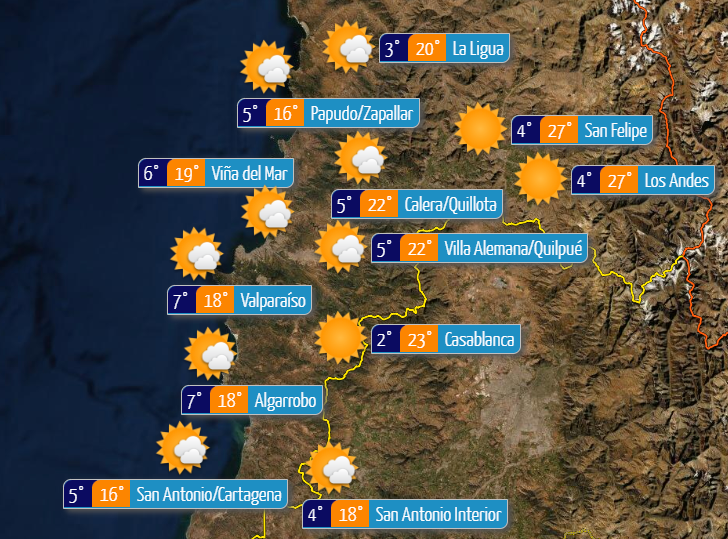 3° 20° La Ligua
5° 16° Papudo/Zapallar
4° 27° San Felipe
6° 19° Viña del Mar
4° 27° Los Andes
5° 22° Calera/Quillota
5° 22° Villa Alemana/Quilpué
7° 18° Valparaíso
2° 23° Casablanca
7° 18° Algarrobo
5° 16° San Antonio/Cartagena
4° 18° San Antonio Interior